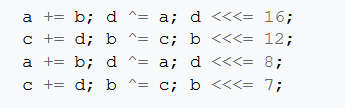 a += b; d ^= a; d <<<= 16;
c += d; b ^= c; b <<<= 12;
a += b; d ^= a; d <<<= 8;
c += d; b ^= c; b <<<= 7;